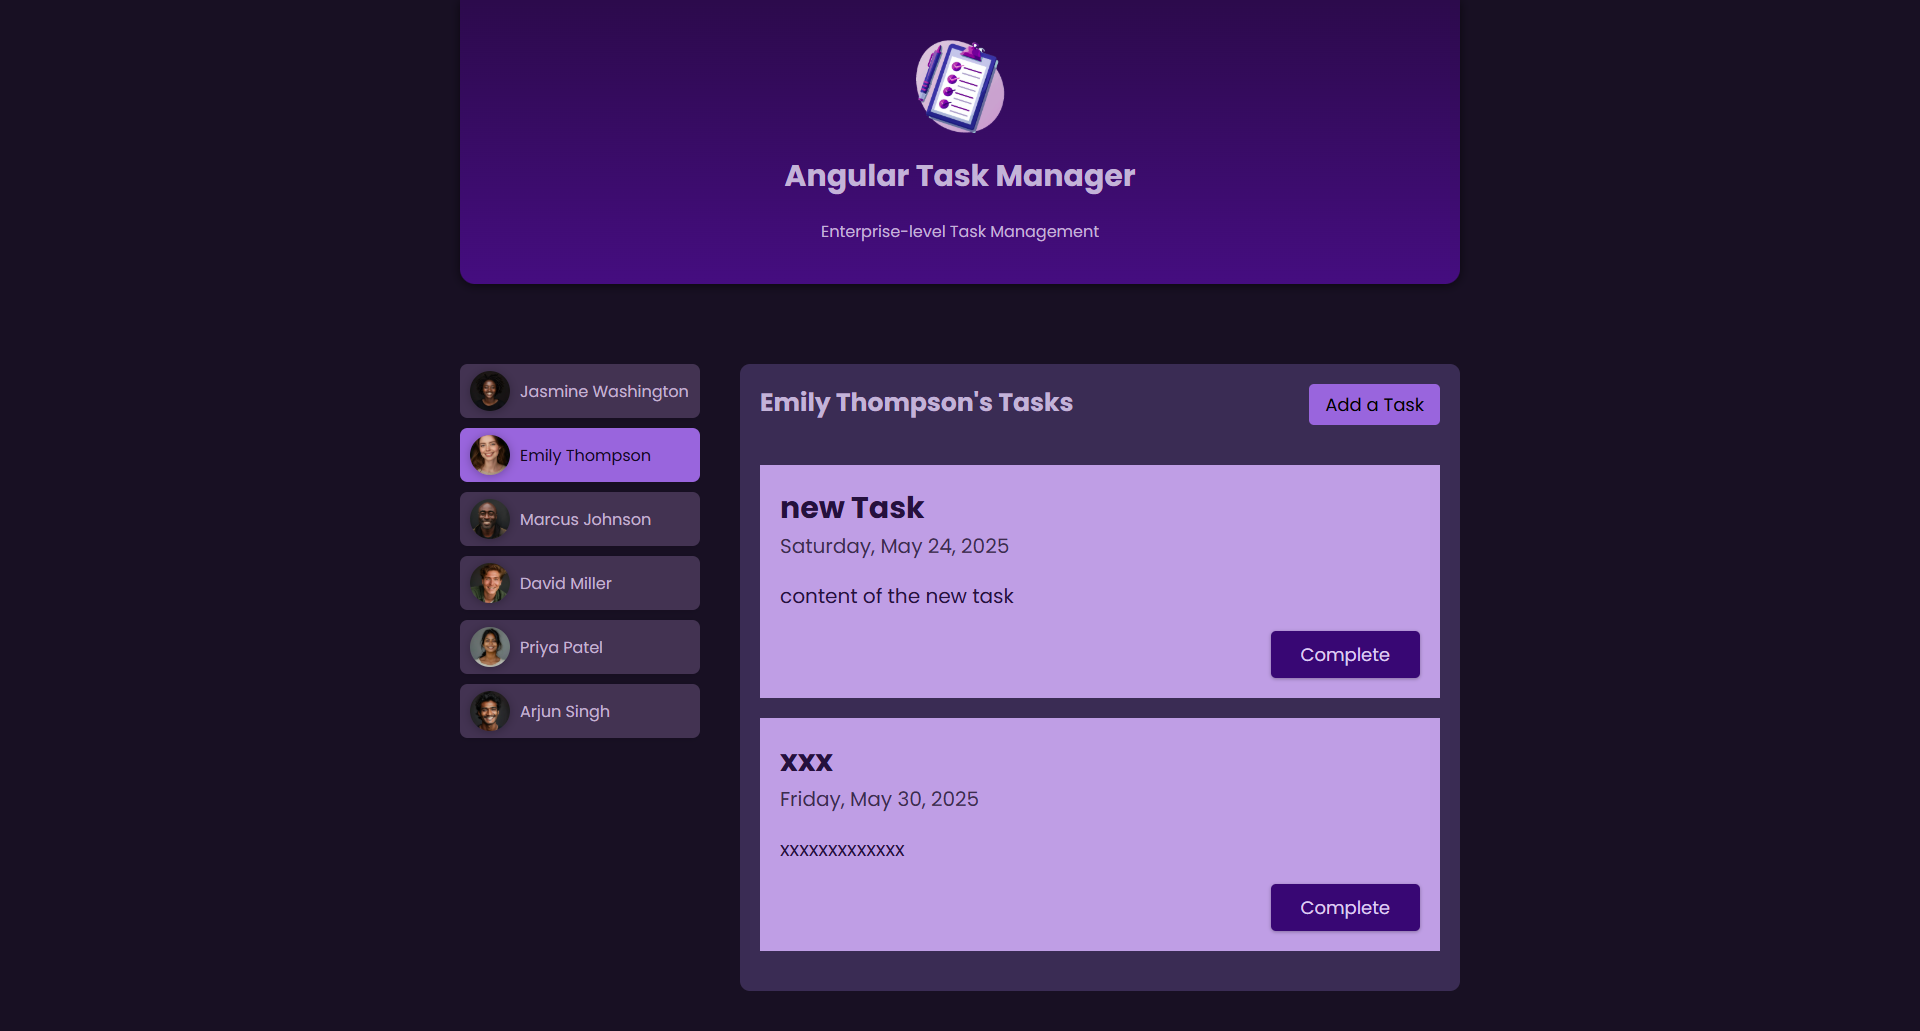 Angular Task Manager
Enterprise-level Task Management
Jasmine Washington
Emily Thompson
Marcus Johnson
David Miller
Priya Patel
Arjun Singh
Emily Thompson's Tasks
Add a Task
new Task
Saturday, May 24, 2025
content of the new task
Complete
xxx
Friday, May 30, 2025
xxxxxxxxxxxxx
Complete